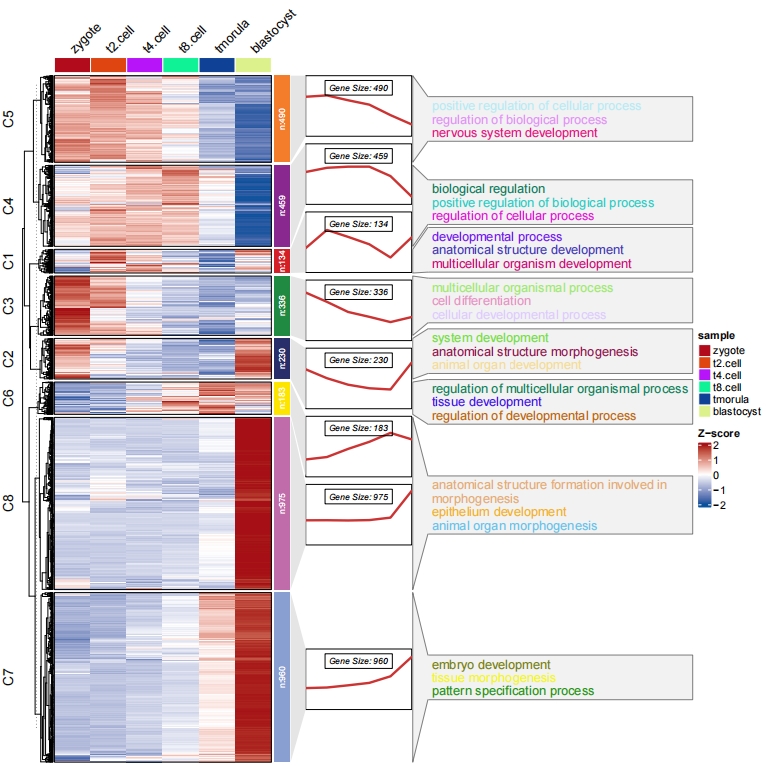 zygote
t2.cell
t4.cell
t8.cell
tmorula
blastocyst
C5
n:490
Gene Size: 490
positive regulation of cellular process
regulation of biological process
nervous system development
C4
n:459
Gene Size: 459
biological regulation
positive regulation of biological process
regulation of cellular process
C1
n:134
Gene Size: 134
developmental process
anatomical structure development
multicellular organism development
C3
n:336
Gene Size: 336
multicellular organismal process
cell differentiation
cellular developmental process
C2
n:230
Gene Size: 230
system development
anatomical structure morphogenesis
animal organ development
C6
n:183
Gene Size: 183
regulation of multicellular organismal process
tissue development
regulation of developmental process
C8
n:975
Gene Size: 975
anatomical structure formation involved in
morphogenesis
epithelium development
animal organ morphogenesis
C7
n:960
Gene Size: 960
embryo development
tissue morphogenesis
pattern specification process
sample
zygote
t2.cell
t4.cell
t8.cell
tmorula
blastocyst
Z−score
2
1
0
−1
−2